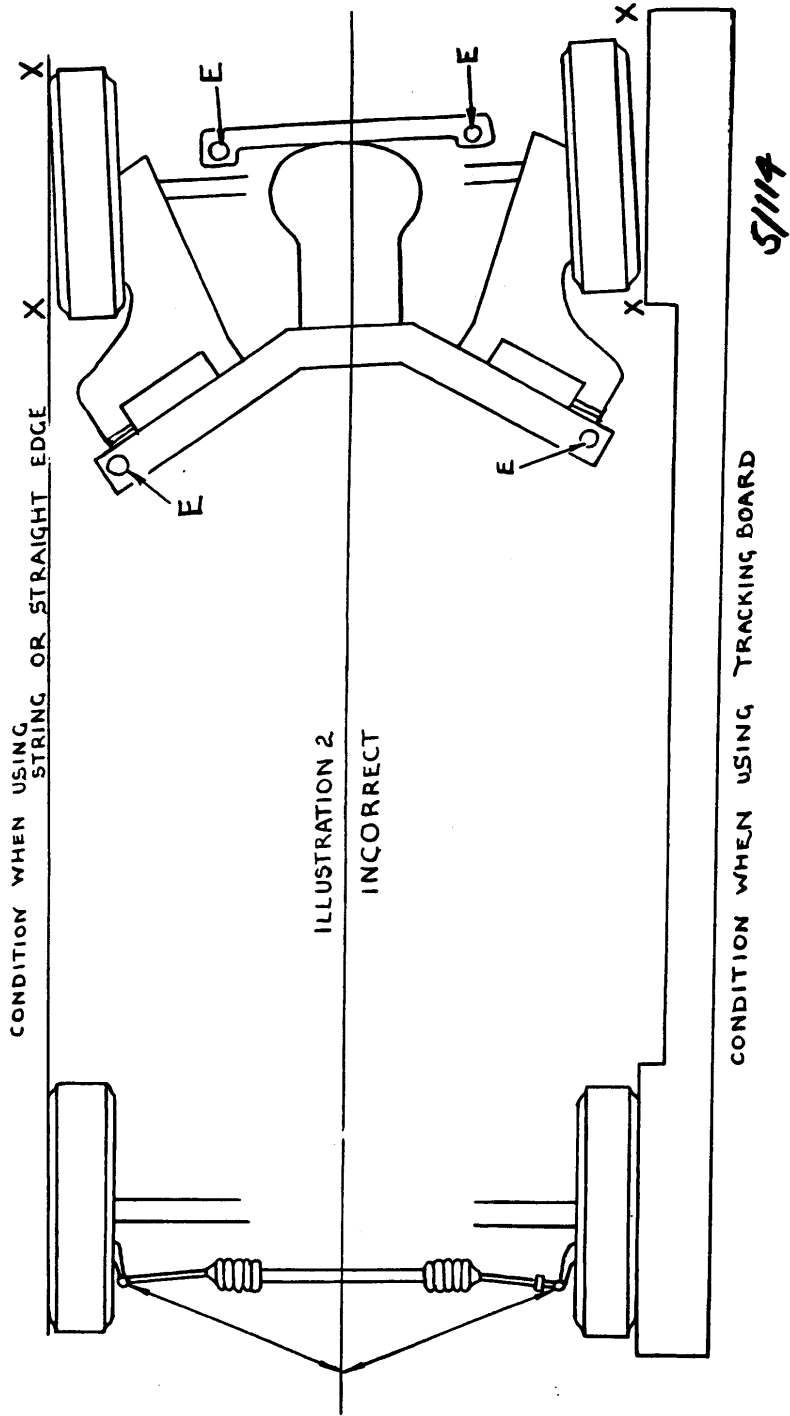 CONDITION WHEN USING
STRING OR STRAIGHT EDGE
X
X
E
E
E
E
X
X
ILLUSTRATION 2
INCORRECT
CONDITION WHEN USING TRACKING BOARD
5/114